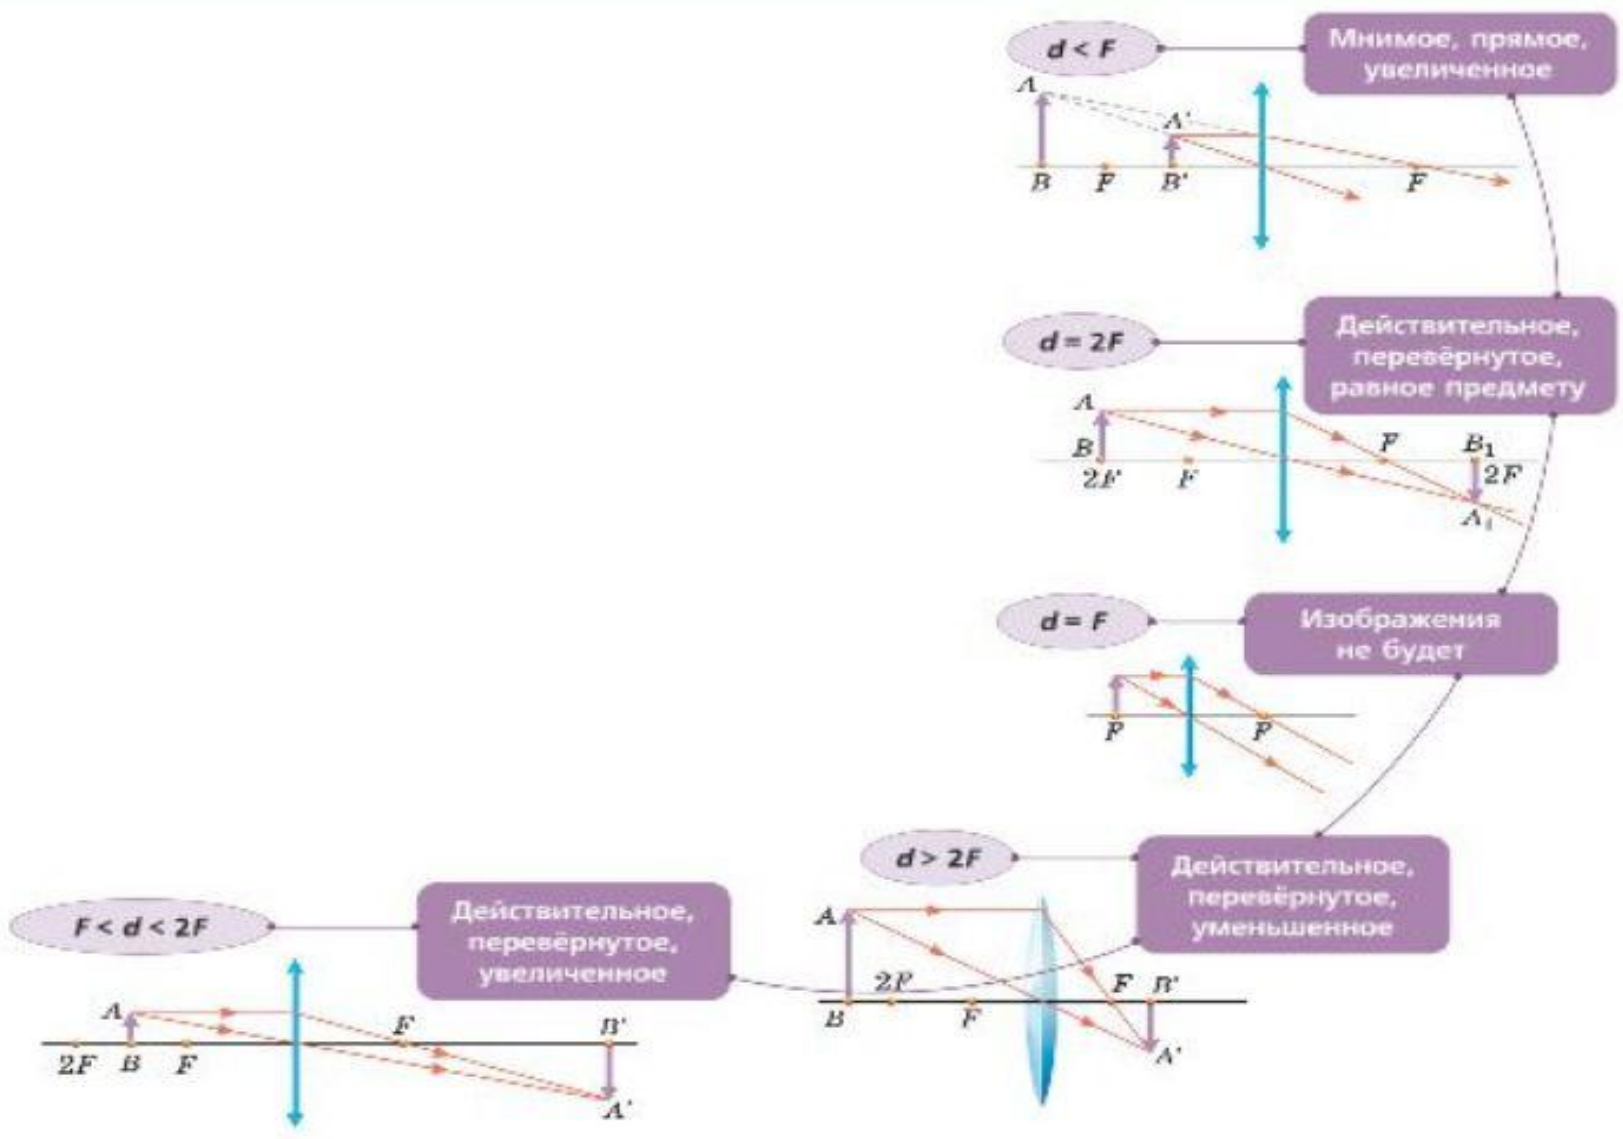 d < F
Мнимое, прямое,
увеличенное
A
A'
B
F
B'
F
d = 2F
Действительное,
перевёрнутое,
равное предмету
A
F
B₁
B
2F
F
2F
A₁
d = F
Изображения
не будет
F
F
d > 2F
Действительное,
перевёрнутое,
уменьшенное
A
2F
F
B'
B
F
A'
F < d < 2F
Действительное,
перевёрнутое,
увеличенное
A
F
B'
2F
B
F
A'